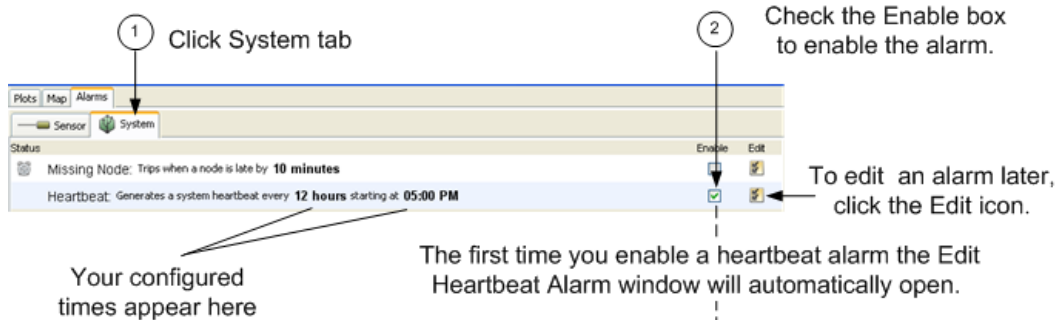 1 Click System tab
2 Check the Enable box
to enable the alarm.
Plots Map Alarms
Sensor System
Status Enable Edit
Missing Node: Trips when a node is late by 10 minutes
Heartbeat: Generates a system heartbeat every 12 hours starting at 05:00 PM
To edit an alarm later,
click the Edit icon.
Your configured
times appear here
The first time you enable a heartbeat alarm the Edit
Heartbeat Alarm window will automatically open.